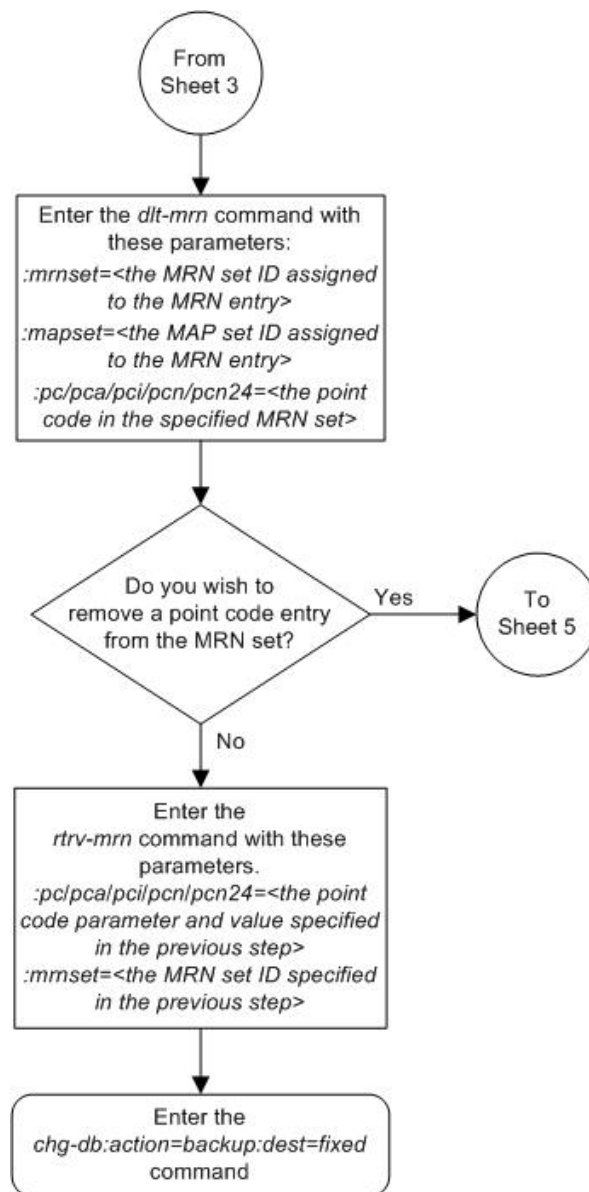 From
Sheet 3
Enter the dlt-mrn command with
these parameters:
:mrnset=<the MRN set ID assigned
to the MRN entry>
:mapset=<the MAP set ID assigned
to the MRN entry>
:pc/pca/pci/pcn/pcn24=<the point
code in the specified MRN set>
Do you wish to
remove a point code entry
from the MRN set?
Yes
To
Sheet 5
No
Enter the
rtrv-mrn command with these
parameters.
:pc/pca/pci/pcn/pcn24=<the point
code parameter and value specified
in the previous step>
:mrnset=<the MRN set ID specified
in the previous step>
Enter the
chg-db:action=backup:dest=fixed
command